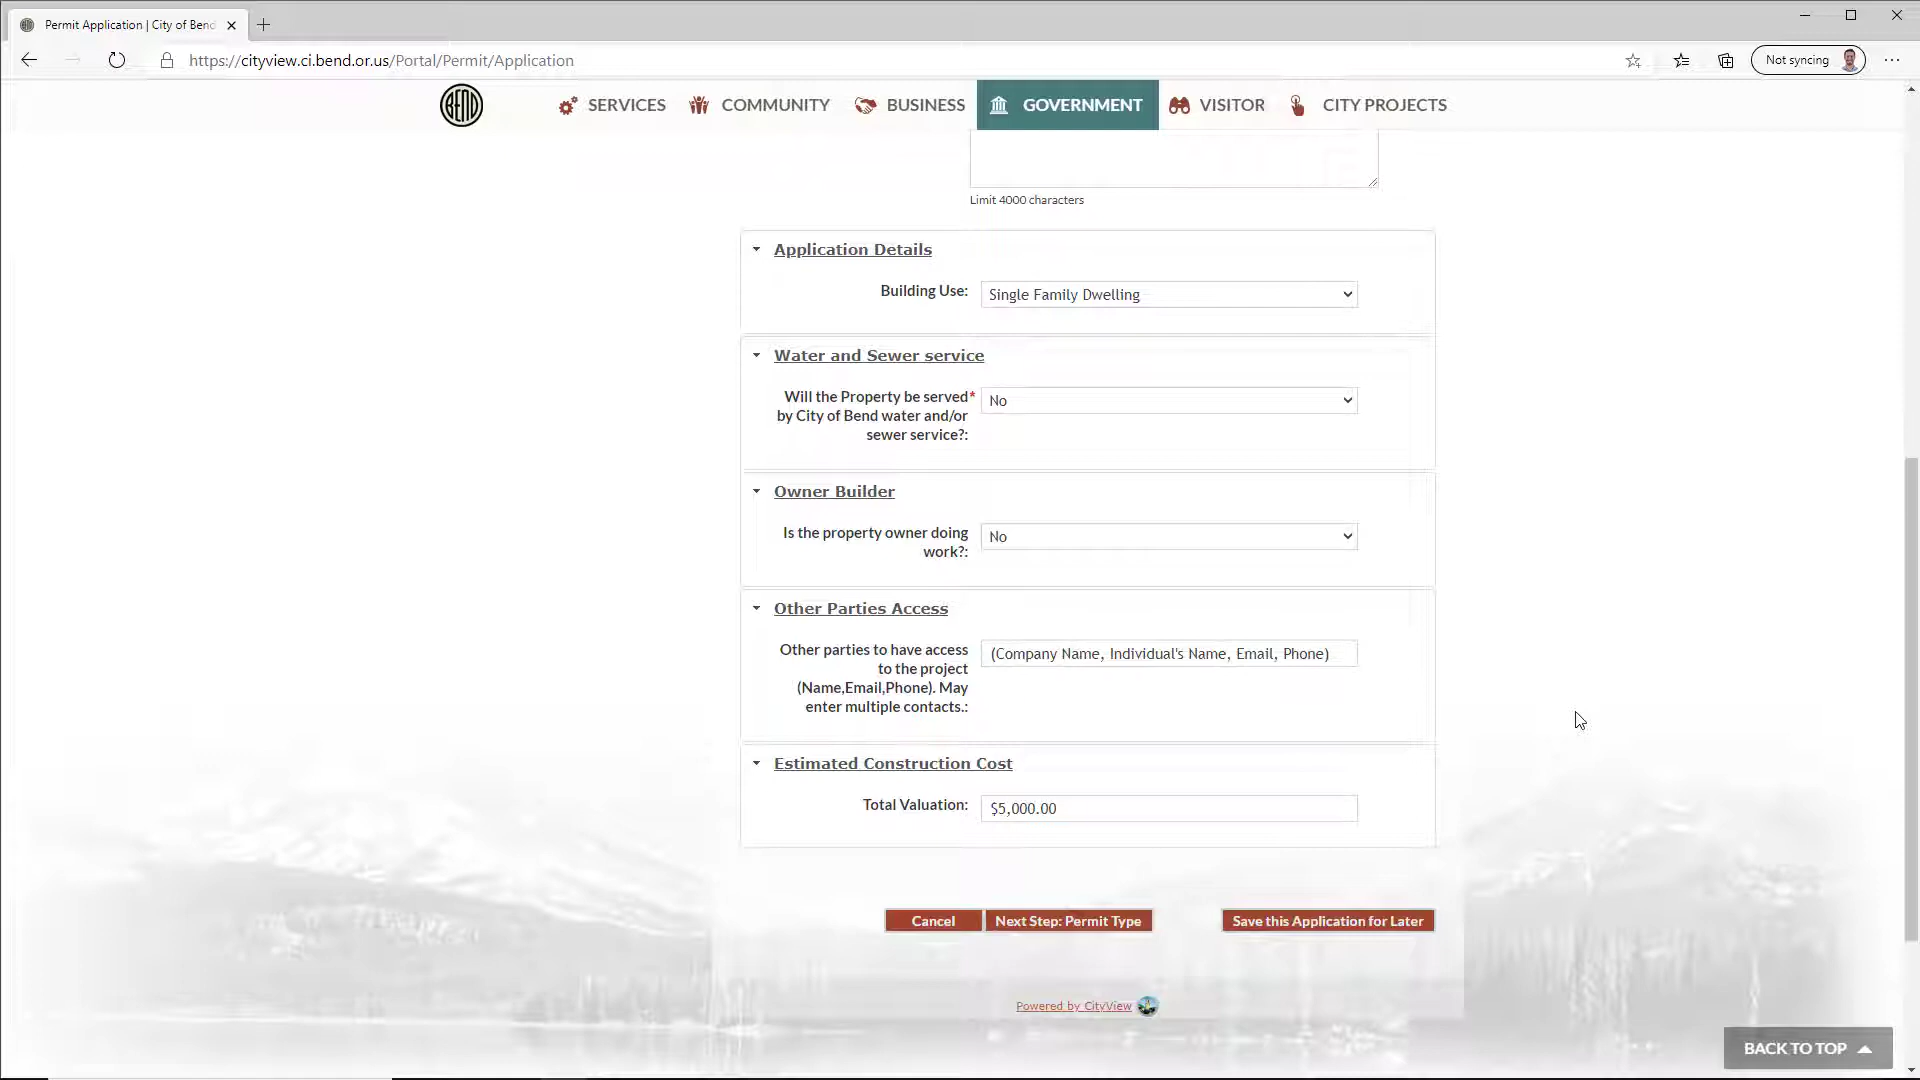 Permit Application | City of Bend
https://cityview.ci.bend.or.us/Portal/Permit/Application
Not syncing
BEND
SERVICES
COMMUNITY
BUSINESS
GOVERNMENT
VISITOR
CITY PROJECTS
Limit 4000 characters
Application Details
Building Use:
Single Family Dwelling
Water and Sewer service
Will the Property be served*
by City of Bend water and/or
sewer service?:
No
Owner Builder
Is the property owner doing
work?:
No
Other Parties Access
Other parties to have access
to the project
(Name,Email,Phone). May
enter multiple contacts.:
(Company Name, Individual's Name, Email, Phone)
Estimated Construction Cost
Total Valuation:
$5,000.00
Cancel
Next Step: Permit Type
Save this Application for Later
Powered by CityView
BACK TO TOP